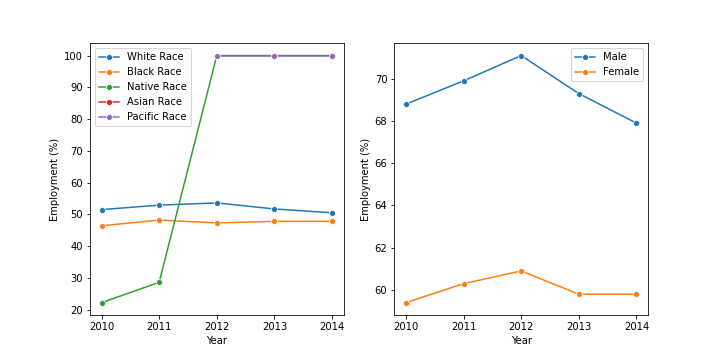 100
90
80
70
60
50
40
30
20
Employment (%)
2010 2011 2012 2013 2014
Year
White Race
Black Race
Native Race
Asian Race
Pacific Race
70
68
66
64
62
60
Employment (%)
2010 2011 2012 2013 2014
Year
Male
Female